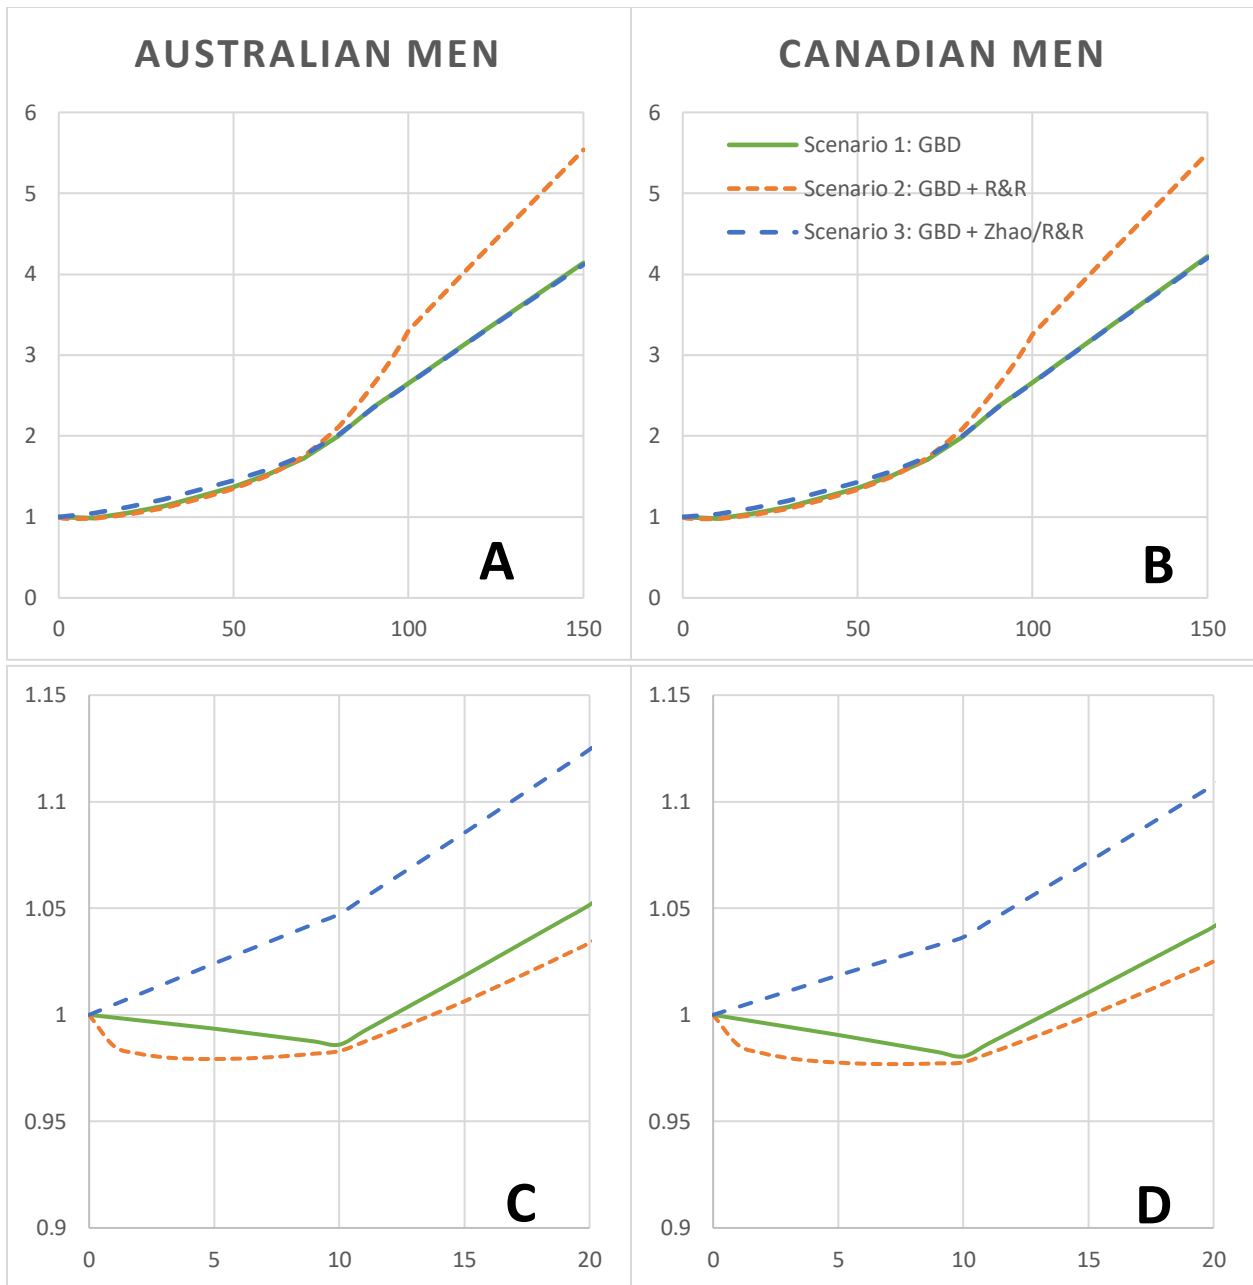 AUSTRALIAN MEN
6
5
4
3
2
1
0
0 50 100 150
A
CANADIAN MEN
6
5
4
3
2
1
0
0 50 100 150
Scenario 1: GBD
Scenario 2: GBD + R&R
Scenario 3: GBD + Zhao/R&R
B
1.15
1.1
1.05
1
0.95
0.9
0 5 10 15 20
C
1.15
1.1
1.05
1
0.95
0.9
0 5 10 15 20
D